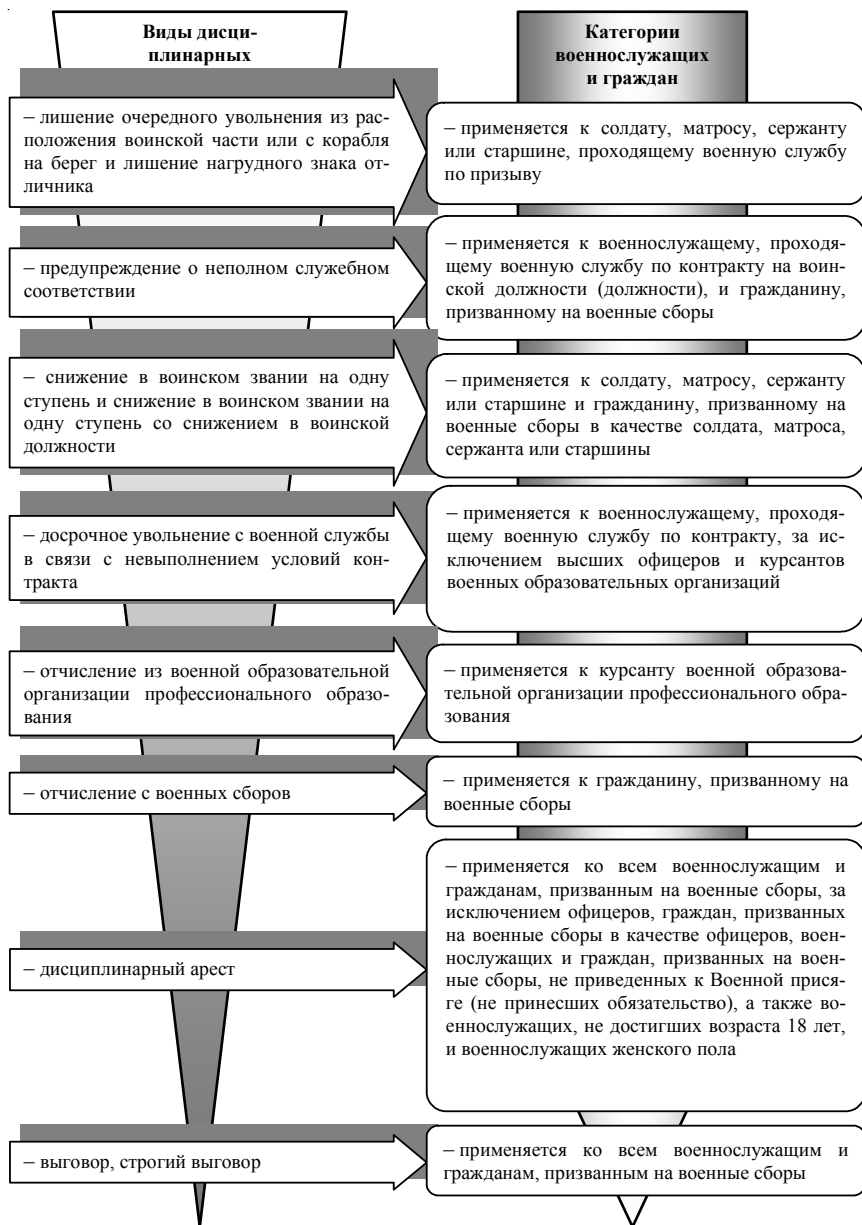 Виды дисци-
плинарных
Категории
военнослужащих
и граждан
– лишение очередного увольнения из рас-
положения воинской части или с корабля
на берег и лишение нагрудного знака от-
личника
– применяется к солдату, матросу, сержанту
или старшине, проходящему военную службу
по призыву
– предупреждение о неполном служебном
соответствии
– применяется к военнослужащему, проходя-
щему военную службу по контракту на воин-
ской должности (должности), и гражданину,
призванному на военные сборы
– снижение в воинском звании на одну
ступень и снижение в воинском звании на
одну ступень со снижением в воинской
должности
– применяется к солдату, матросу, сержанту
или старшине и гражданину, призванному на
военные сборы в качестве солдата, матроса,
сержанта или старшины
– досрочное увольнение с военной службы
в связи с невыполнением условий кон-
тракта
– применяется к военнослужащему, проходя-
щему военную службу по контракту, за ис-
ключением высших офицеров и курсантов
военных образовательных организаций
– отчисление из военной образовательной
организации профессионального образо-
вания
– применяется к курсанту военной образова-
тельной организации профессионального обра-
зования
– отчисление с военных сборов
– применяется к гражданину, призванному на
военные сборы
– дисциплинарный арест
– применяется ко всем военнослужащим и
гражданам, призванным на военные сборы, за
исключением офицеров, граждан, призванных
на военные сборы в качестве офицеров, воен-
нослужащих и граждан, призванных на воен-
ные сборы, не приведенных к Военной прися-
ге (не принесших обязательство), а также во-
еннослужащих, не достигших возраста 18 лет,
и военнослужащих женского пола
– выговор, строгий выговор
– применяется ко всем военнослужащим и
гражданам, призванным на военные сборы